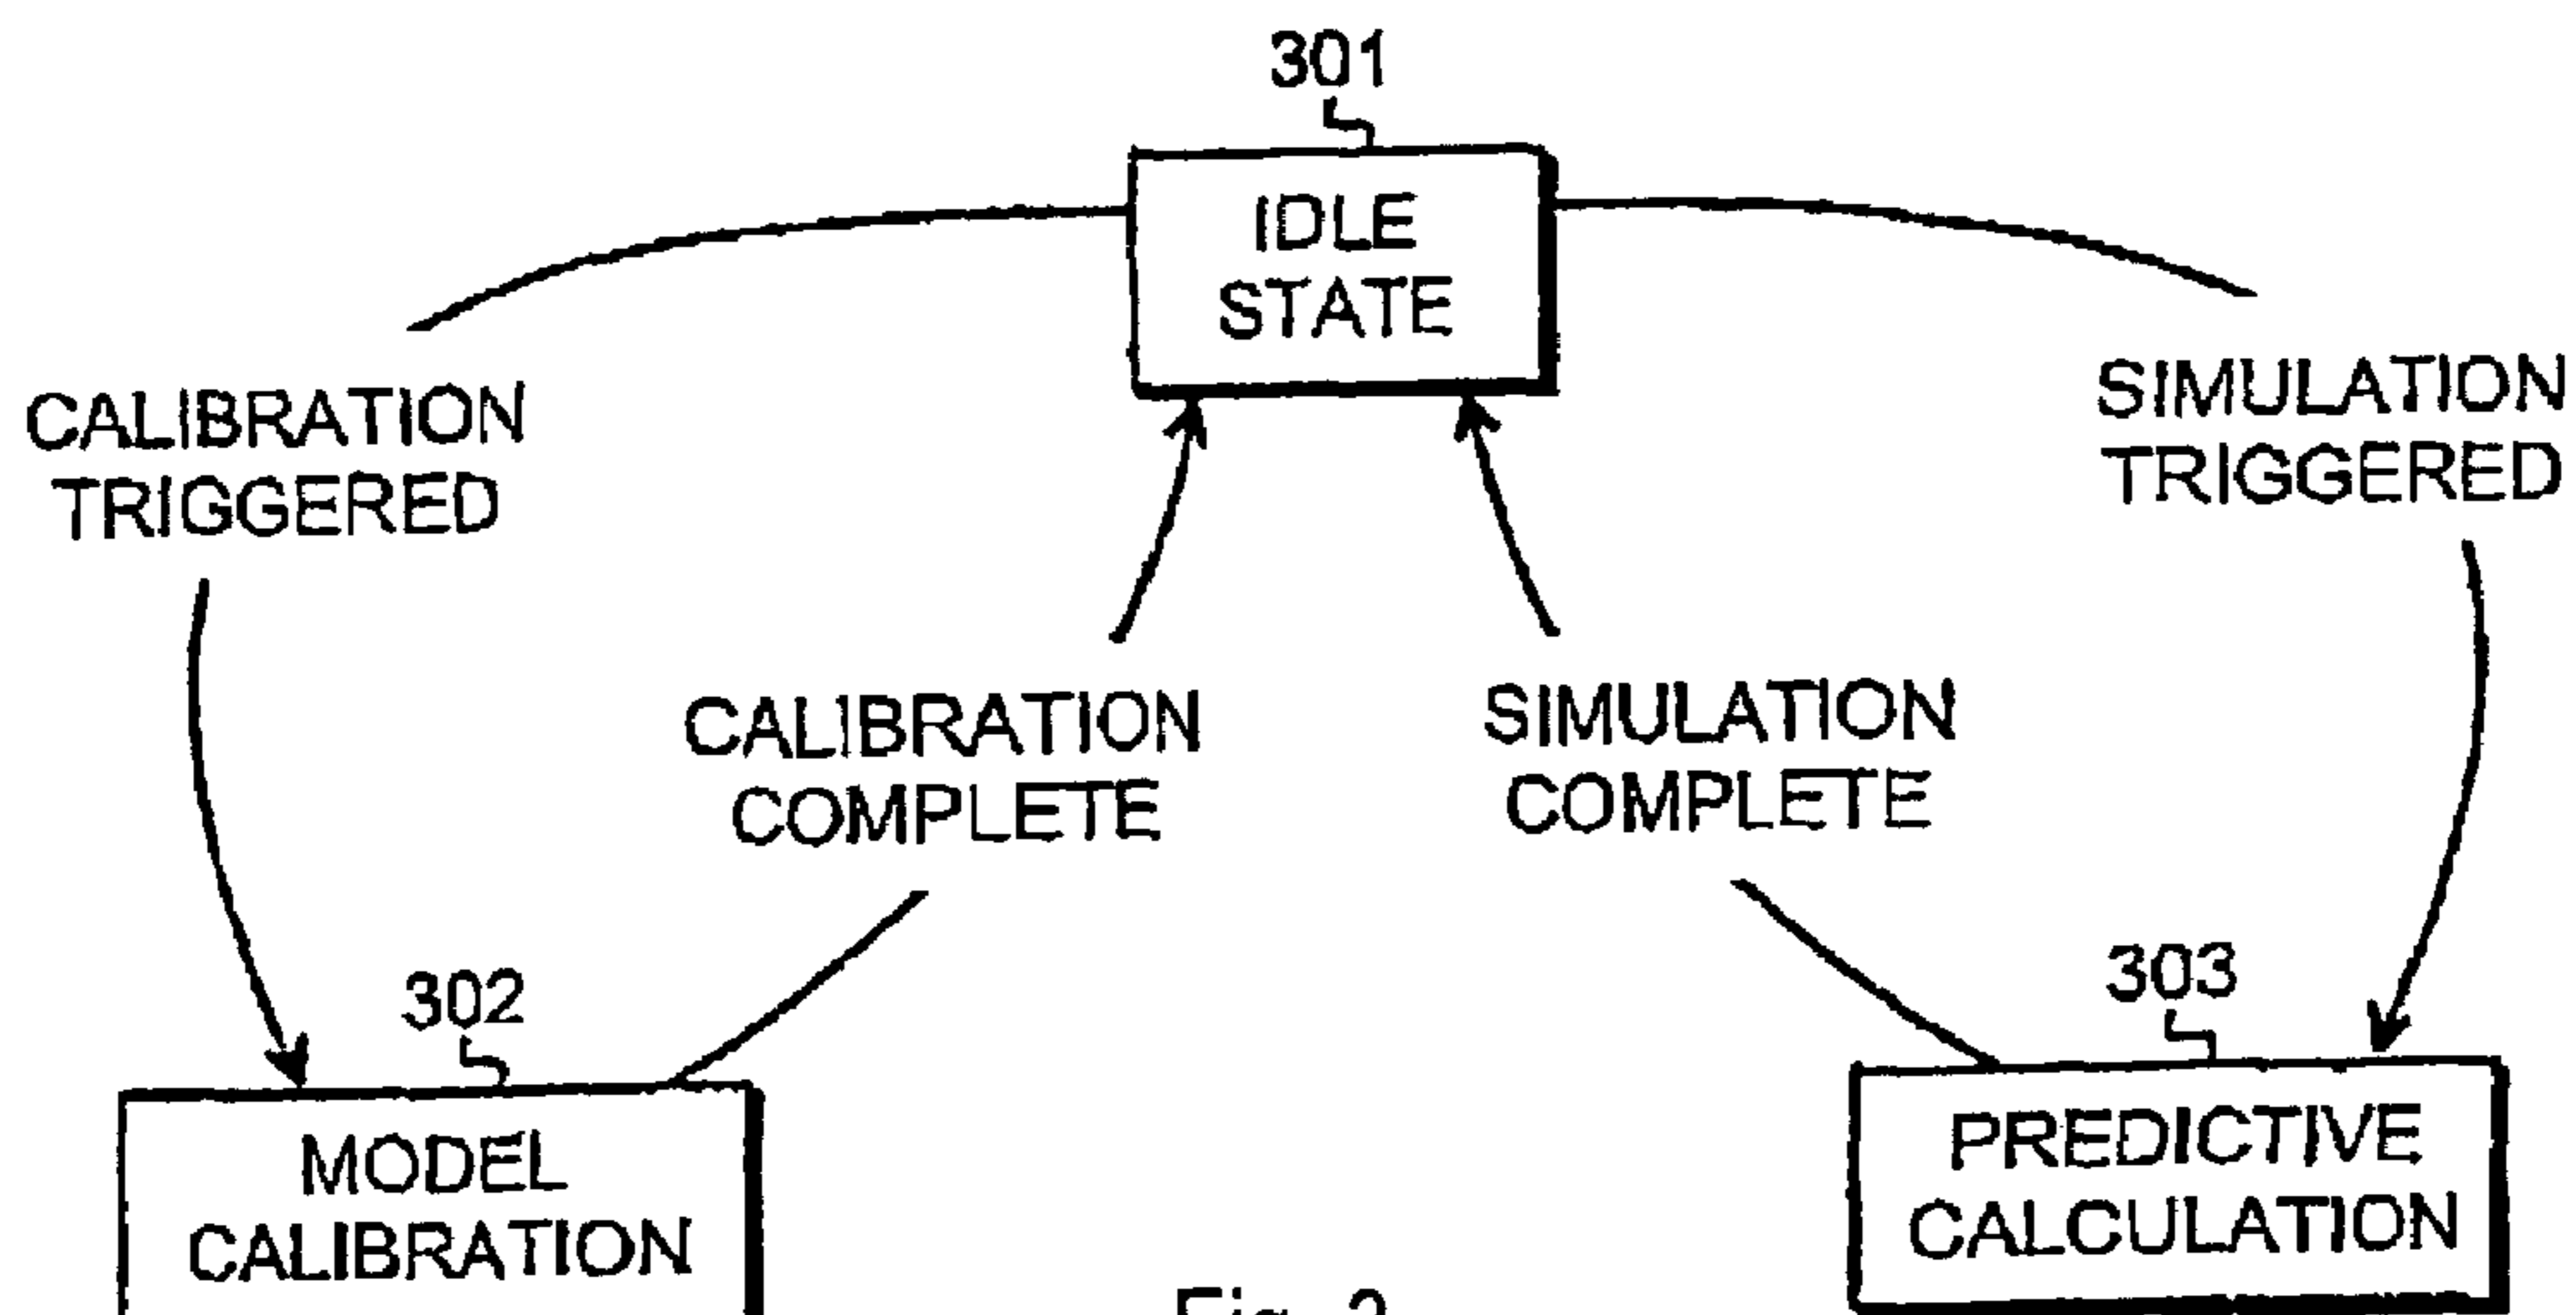 301
IDLE
STATE
CALIBRATION
TRIGGERED
SIMULATION
TRIGGERED
CALIBRATION
COMPLETE
SIMULATION
COMPLETE
302
MODEL
CALIBRATION
303
PREDICTIVE
CALCULATION